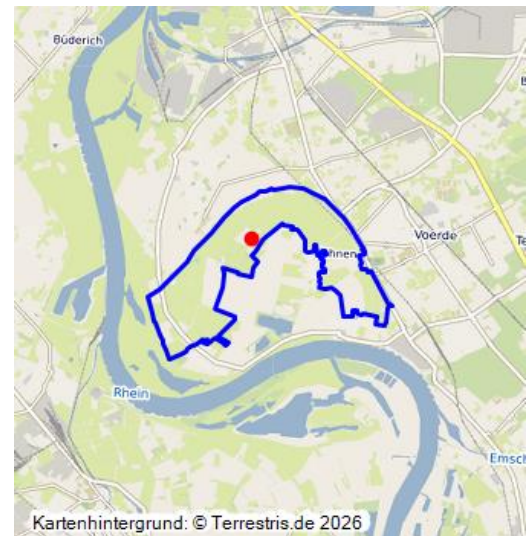 Büderich
Voerde
hnen
Rhein
Emsch
Kartenhintergrund: © Terrestris.de 2026